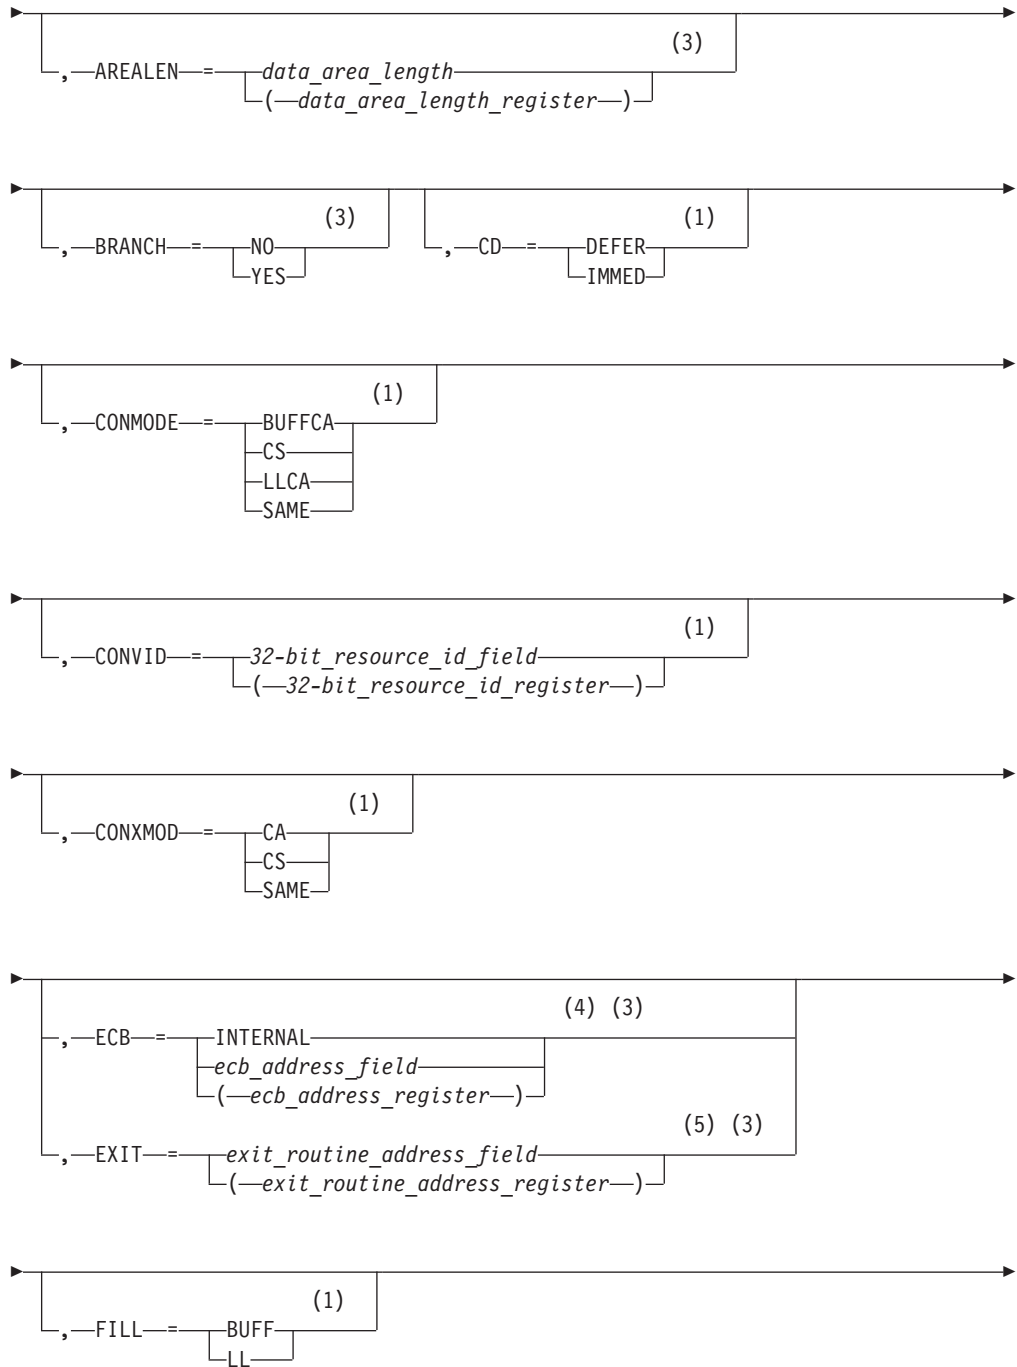 (3)
,—AREALEN—=—data_area_length
(—data_area_length_register—)
(3) (1)
,—BRANCH—=—NO ,—CD—=—DEFER
YES IMMED
(1)
,—CONMODE—=—BUFFCA
CS
LLCA
SAME
(1)
,—CONVID—=—32-bit_resource_id_field
(—32-bit_resource_id_register—)
(1)
,—CONXMOD—=—CA
CS
SAME
(4) (3)
,—ECB—=—INTERNAL
ecb_address_field
(—ecb_address_register—)
(5) (3)
,—EXIT—=—exit_routine_address_field
(—exit_routine_address_register—)
(1)
,—FILL—=—BUFF
LL